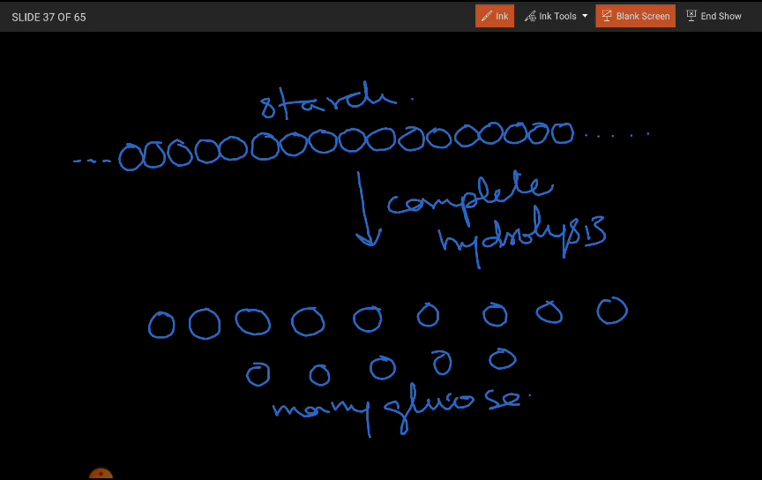 SLIDE 37 OF 65
Ink
Ink Tools
Blank Screen
End Show
starch.
complete
hydrolysis
many glucose.